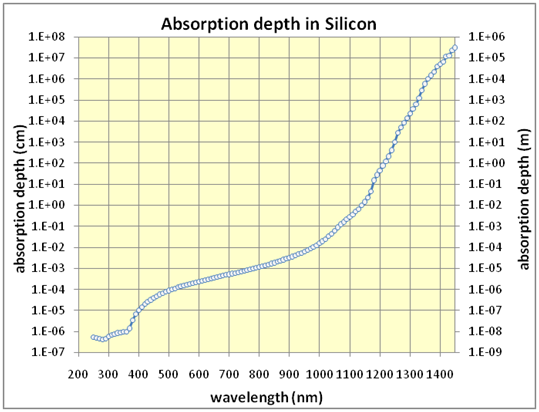 Absorption depth in Silicon
1.E+08
1.E+07
1.E+06
1.E+05
1.E+04
1.E+03
1.E+02
1.E+01
1.E+00
1.E-01
1.E-02
1.E-03
1.E-04
1.E-05
1.E-06
1.E-07
absorption depth (cm)
1.E+06
1.E+05
1.E+04
1.E+03
1.E+02
1.E+01
1.E+00
1.E-01
1.E-02
1.E-03
1.E-04
1.E-05
1.E-06
1.E-07
1.E-08
1.E-09
absorption depth (m)
200 300 400 500 600 700 800 900 1000 1100 1200 1300 1400
wavelength (nm)